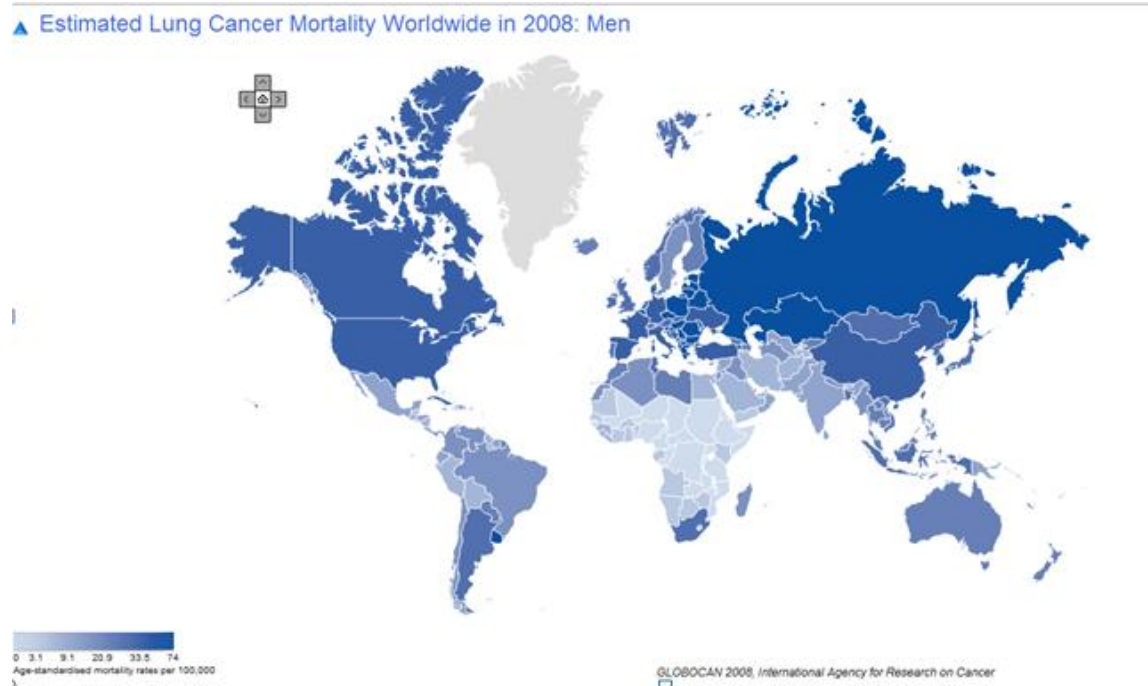 Estimated Lung Cancer Mortality Worldwide in 2008: Men
0 3.1 9.1 20.9 33.5 74
Age-standardised mortality rates per 100,000
GLOBOCAN 2008, International Agency for Research on Cancer